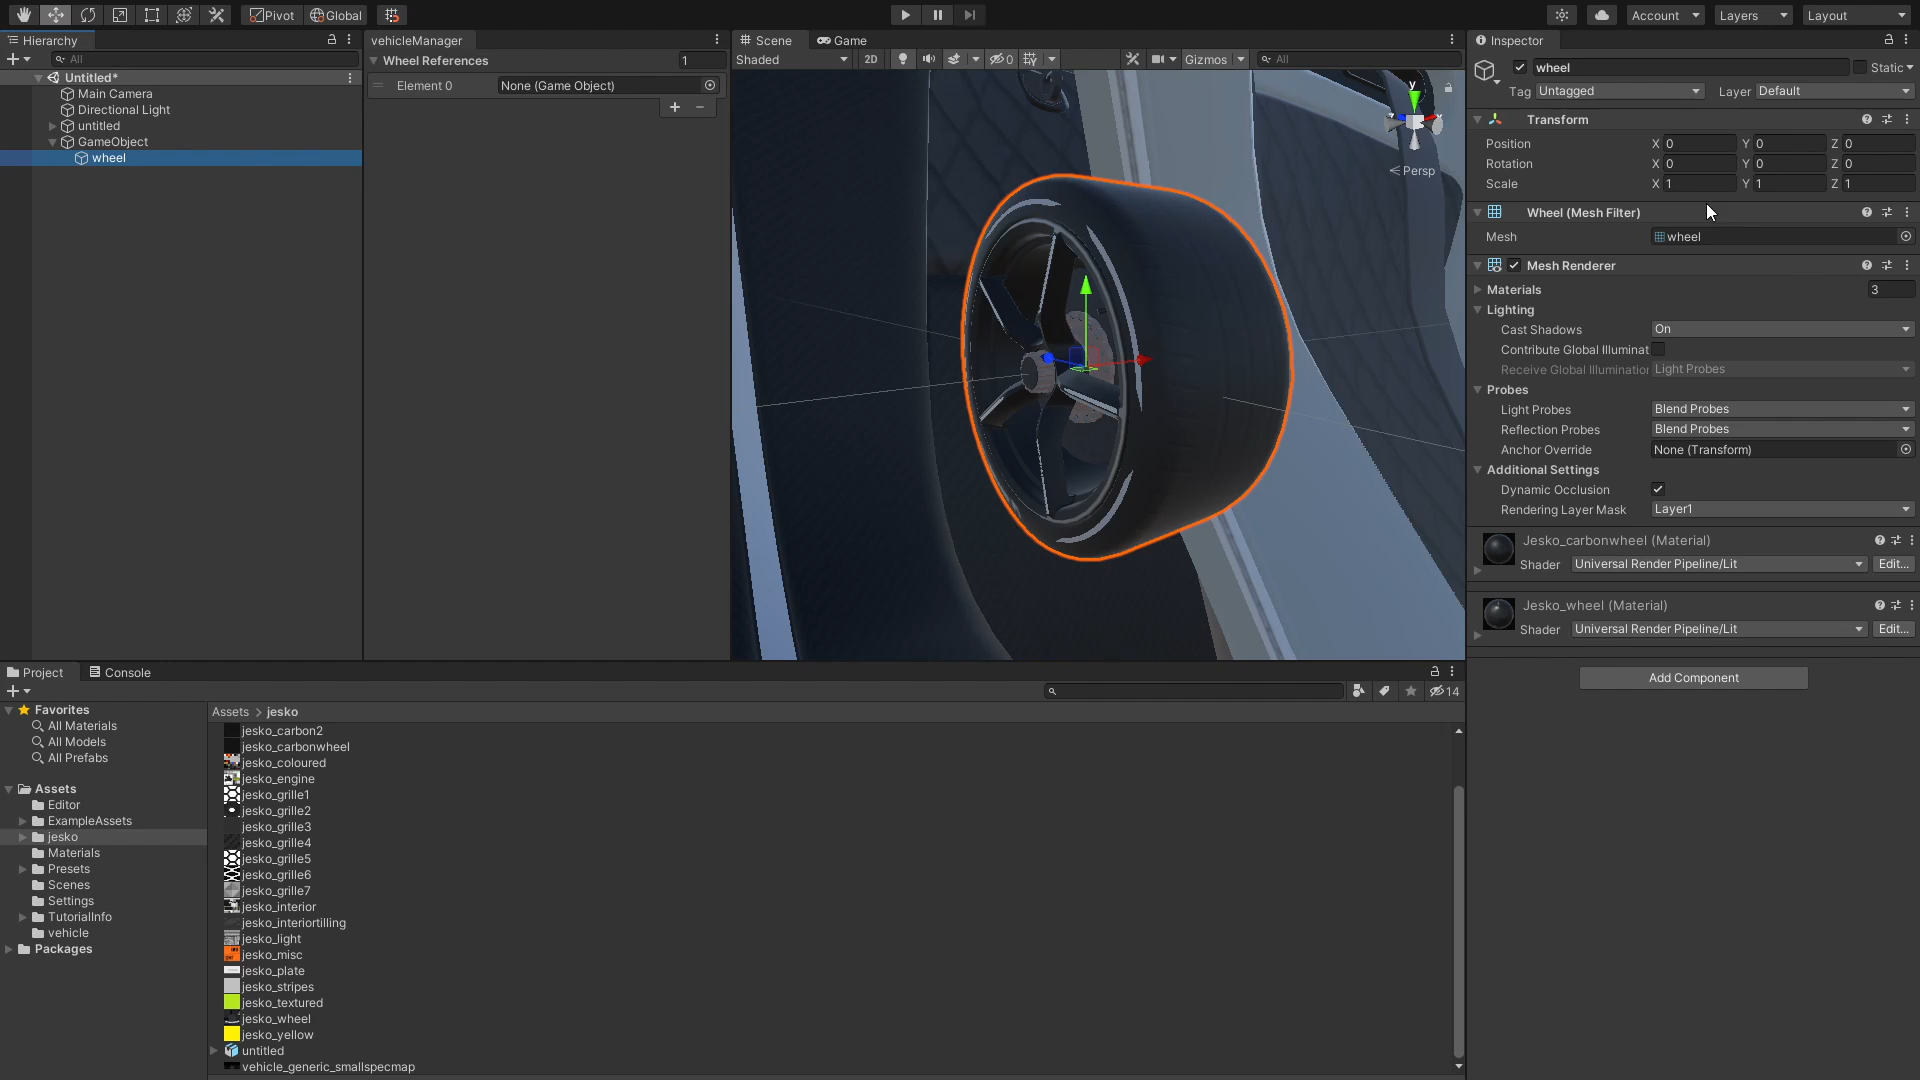 Pivot Global Account Layers Layout
Hierarchy
All
Untitled*
Main Camera
Directional Light
untitled
GameObject
wheel
vehicleManager
Wheel References 1
Element 0 None (Game Object)
Scene Game
Shaded 2D 0 Gizmos All
y
x
Persp
Inspector
wheel Static
Tag Untagged Layer Default
Transform
Position X 0 Y 0 Z 0
Rotation X 0 Y 0 Z 0
Scale X 1 Y 1 Z 1
Wheel (Mesh Filter)
Mesh wheel
Mesh Renderer
Materials 3
Lighting
Cast Shadows On
Contribute Global Illuminat
Receive Global Illumination Light Probes
Probes
Light Probes Blend Probes
Reflection Probes Blend Probes
Anchor Override None (Transform)
Additional Settings
Dynamic Occlusion
Rendering Layer Mask Layer1
Jesko_carbonwheel (Material)
Shader Universal Render Pipeline/Lit Edit...
Jesko_wheel (Material)
Shader Universal Render Pipeline/Lit Edit...
Add Component
Project Console
14
Favorites
All Materials
All Models
All Prefabs
Assets
Editor
ExampleAssets
jesko
Materials
Presets
Scenes
Settings
TutorialInfo
vehicle
Packages
Assets > jesko
jesko_carbon2
jesko_carbonwheel
jesko_coloured
jesko_engine
jesko_grille1
jesko_grille2
jesko_grille3
jesko_grille4
jesko_grille5
jesko_grille6
jesko_grille7
jesko_interior
jesko_interiortilling
jesko_light
jesko_misc
jesko_plate
jesko_stripes
jesko_textured
jesko_wheel
jesko_yellow
untitled
vehicle_generic_smallspecmap